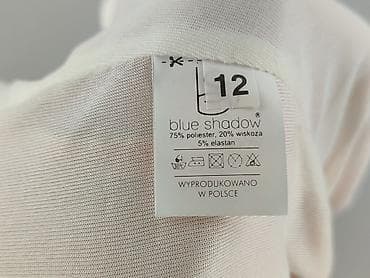 12
blue shadow®
75% poliester, 20% wiskoza
5% elastan
WYPRODUKOWANO
W POLSCE